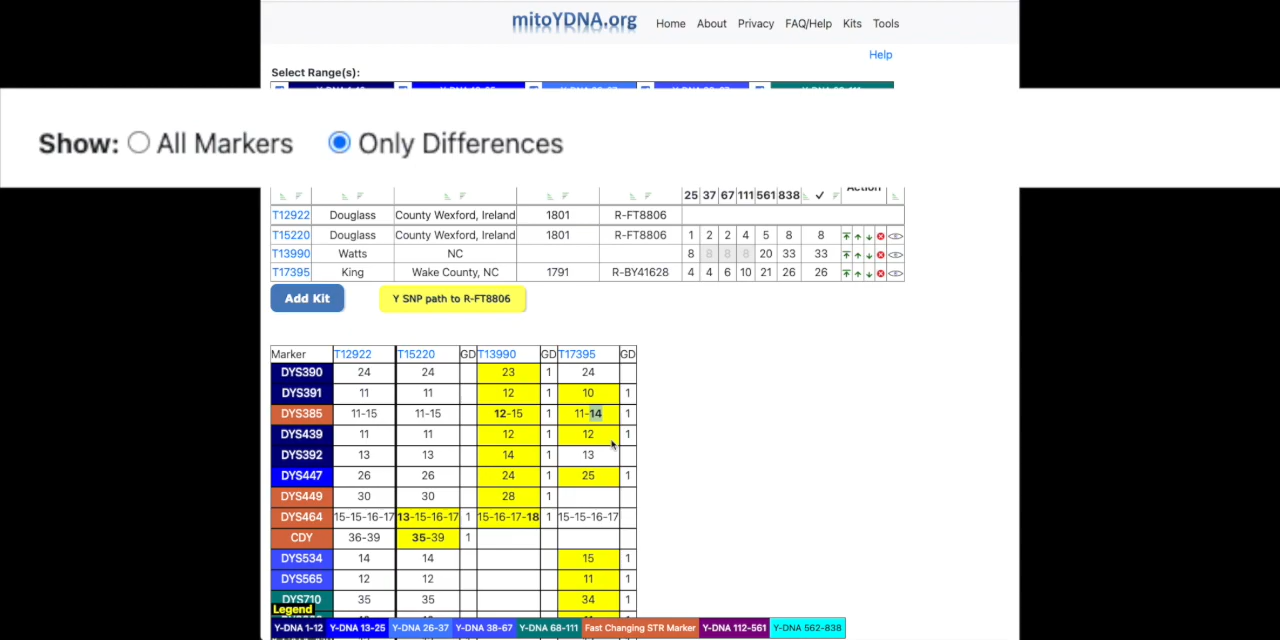 mitoYDNA.org Home About Privacy FAQ/Help Kits Tools
Help
Select Range(s):
Show: All Markers Only Differences
25 37 67 111 561 838
T12922 Douglass County Wexford, Ireland 1801 R-FT8806
T15220 Douglass County Wexford, Ireland 1801 R-FT8806 1 2 2 4 5 8 8
T13990 Watts NC 8 8 8 8 20 33 33
T17395 King Wake County, NC 1791 R-BY41628 4 4 6 10 21 26 26
Add Kit Y SNP path to R-FT8806
Marker T12922 T15220 GD T13990 GD T17395 GD
DYS390 24 24 23 1 24
DYS391 11 11 12 1 10 1
DYS385 11-15 11-15 12-15 1 11-14 1
DYS439 11 11 12 1 12 1
DYS392 13 13 14 1 13
DYS447 26 26 24 1 25 1
DYS449 30 30 28 1
DYS464 15-15-16-17 13-15-16-17 1 15-16-17-18 1 15-15-16-17
CDY 36-39 35-39 1
DYS534 14 14 15 1
DYS565 12 12 11 1
DYS710 35 35 34 1
Legend
Y-DNA 1-12 Y-DNA 13-25 Y-DNA 26-37 Y-DNA 38-67 Y-DNA 68-111 Fast Changing STR Marker Y-DNA 112-561 Y-DNA 562-838